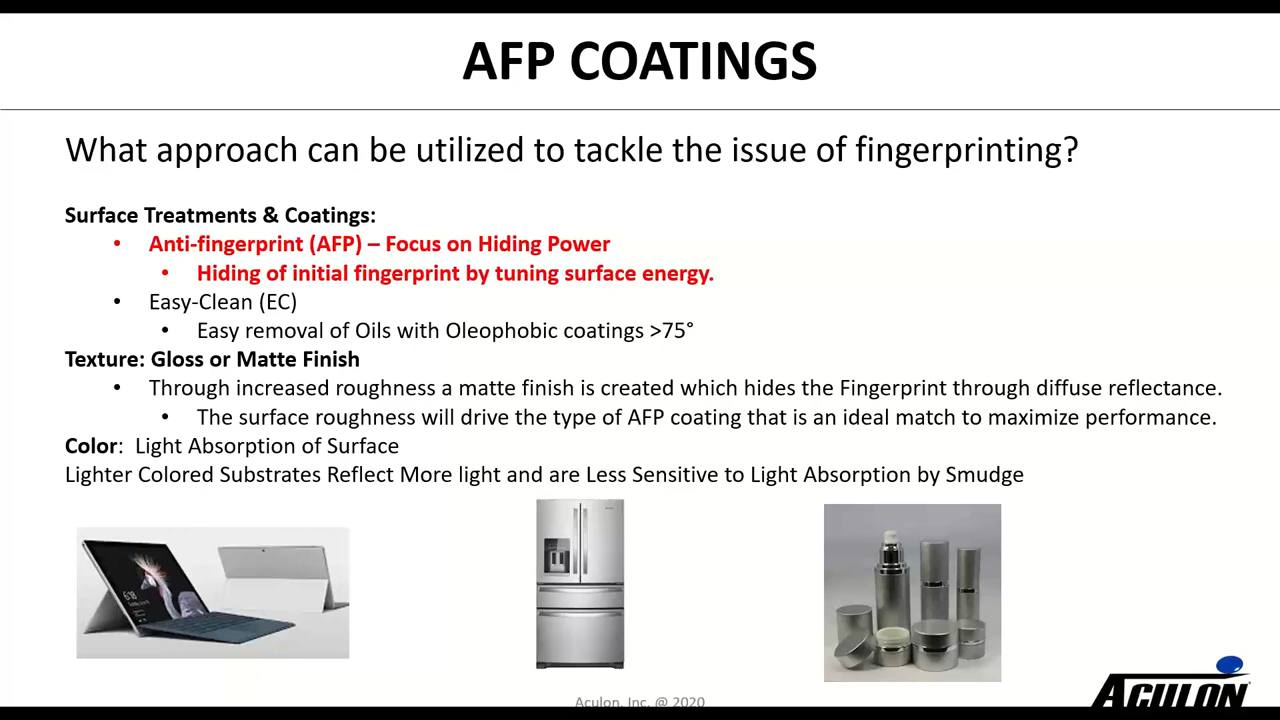 AFP COATINGS
What approach can be utilized to tackle the issue of fingerprinting?
Surface Treatments & Coatings:
• Anti-fingerprint (AFP) – Focus on Hiding Power
• Hiding of initial fingerprint by tuning surface energy.
• Easy-Clean (EC)
• Easy removal of Oils with Oleophobic coatings >75°
Texture: Gloss or Matte Finish
• Through increased roughness a matte finish is created which hides the Fingerprint through diffuse reflectance.
• The surface roughness will drive the type of AFP coating that is an ideal match to maximize performance.
Color: Light Absorption of Surface
Lighter Colored Substrates Reflect More light and are Less Sensitive to Light Absorption by Smudge
Aculon, Inc. @ 2020
ACULON